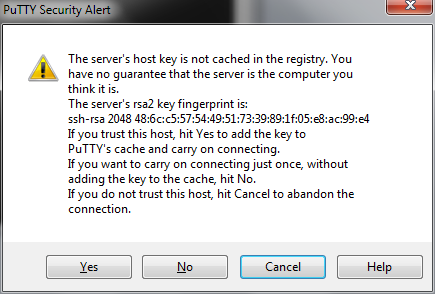 PuTTY Security Alert
The server's host key is not cached in the registry. You
have no guarantee that the server is the computer you
think it is.
The server's rsa2 key fingerprint is:
ssh-rsa 2048 48:6c:c5:57:54:49:51:73:39:89:1f:05:e8:ac:99:e4
If you trust this host, hit Yes to add the key to
PuTTY's cache and carry on connecting.
If you want to carry on connecting just once, without
adding the key to the cache, hit No.
If you do not trust this host, hit Cancel to abandon the
connection.
Yes No Cancel Help